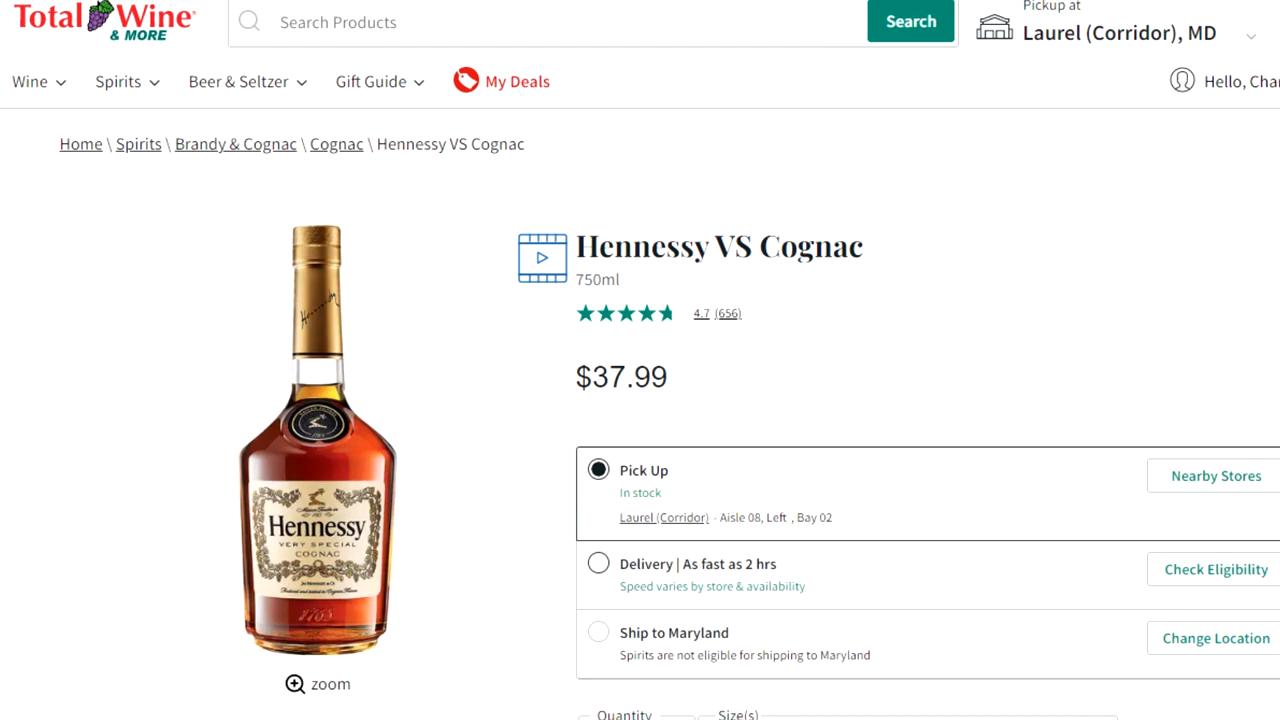 Total Wine
& MORE
Search Products
Search
Pickup at
Laurel (Corridor), MD
Wine
Spirits
Beer & Seltzer
Gift Guide
My Deals
Hello, Cha
Home \ Spirits \ Brandy & Cognac \ Cognac \ Hennessy VS Cognac
Hennessy VS Cognac
750ml
4.7 (656)
$37.99
Pick Up
In stock
Laurel (Corridor) - Aisle 08, Left , Bay 02
Nearby Stores
Delivery | As fast as 2 hrs
Speed varies by store & availability
Check Eligibility
Ship to Maryland
Spirits are not eligible for shipping to Maryland
Change Location
Quantity
Size(s)
Hennessy
Hennessy
VERY SPECIAL
COGNAC
1765
zoom